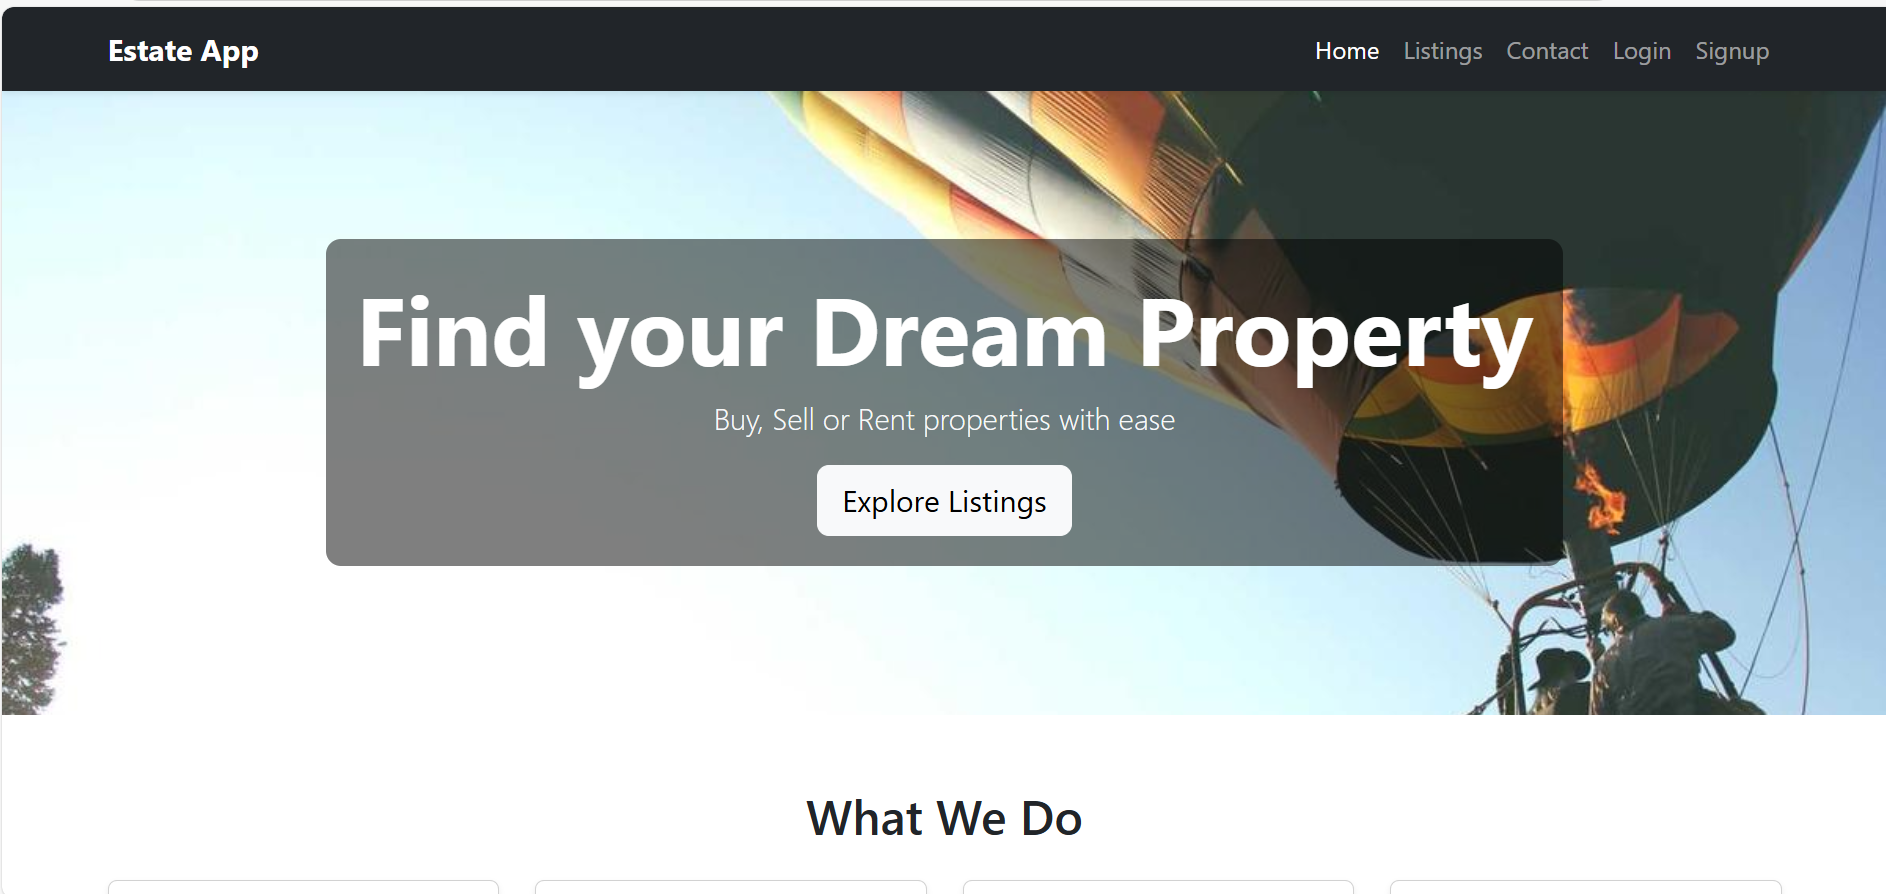 Estate App
Home Listings Contact Login Signup
Find your Dream Property
Buy, Sell or Rent properties with ease
Explore Listings
What We Do